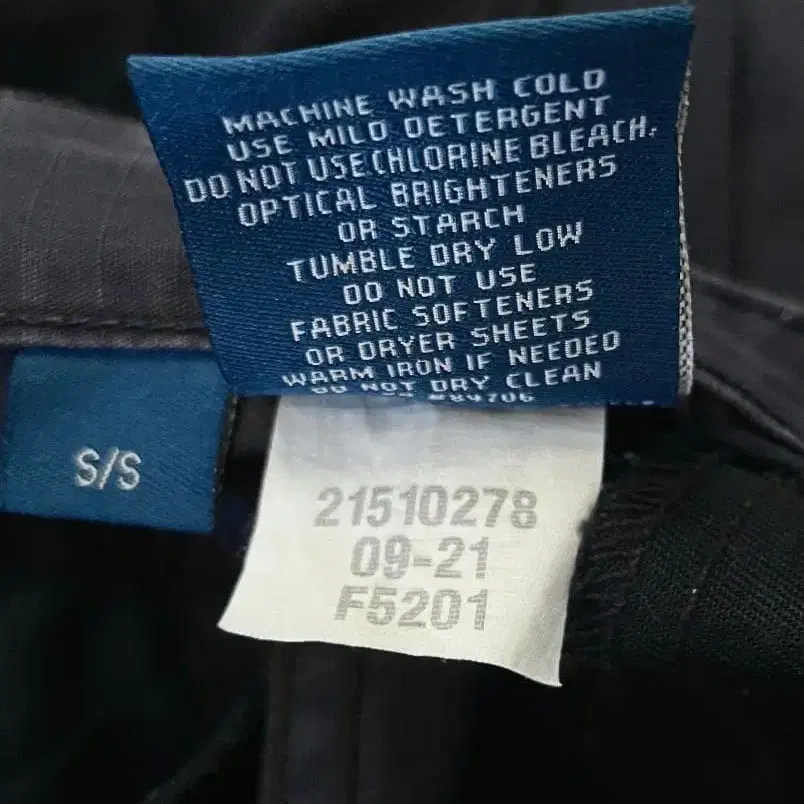 MACHINE WASH COLD
USE MILD DETERGENT
DO NOT USE CHLORINE BLEACH,
OPTICAL BRIGHTENERS
OR STARCH
TUMBLE DRY LOW
DO NOT USE
FABRIC SOFTENERS
OR DRYER SHEETS
WARM IRON IF NEEDED
DO NOT DRY CLEAN
#84706
S/S
21510278
09-21
F5201